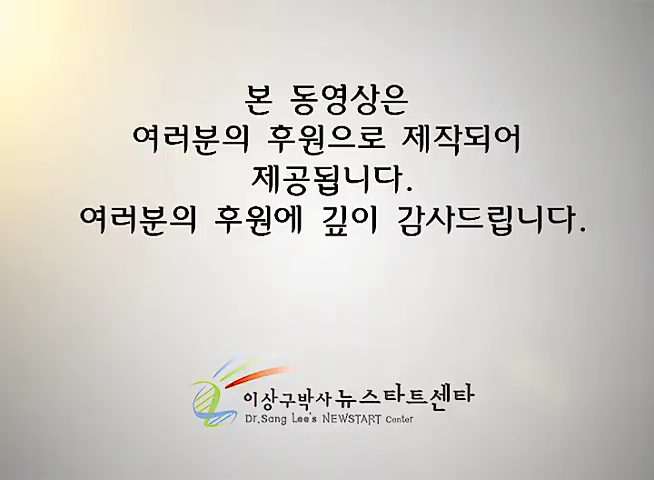 본 동영상은
여러분의 후원으로 제작되어
제공됩니다.
여러분의 후원에 깊이 감사드립니다.
이상구박사 뉴스타트센타
Dr.Sang Lee's NEWSTART Center